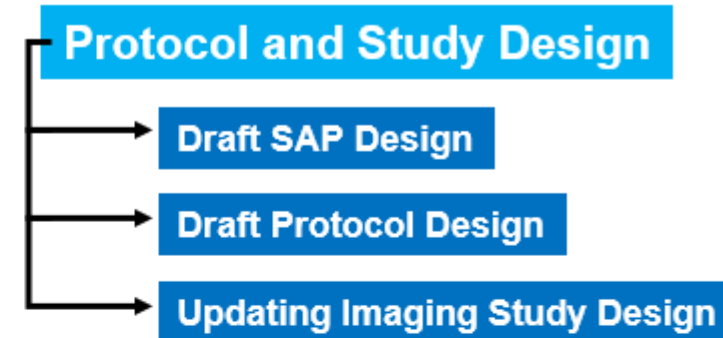 Protocol and Study Design
Draft SAP Design
Draft Protocol Design
Updating Imaging Study Design